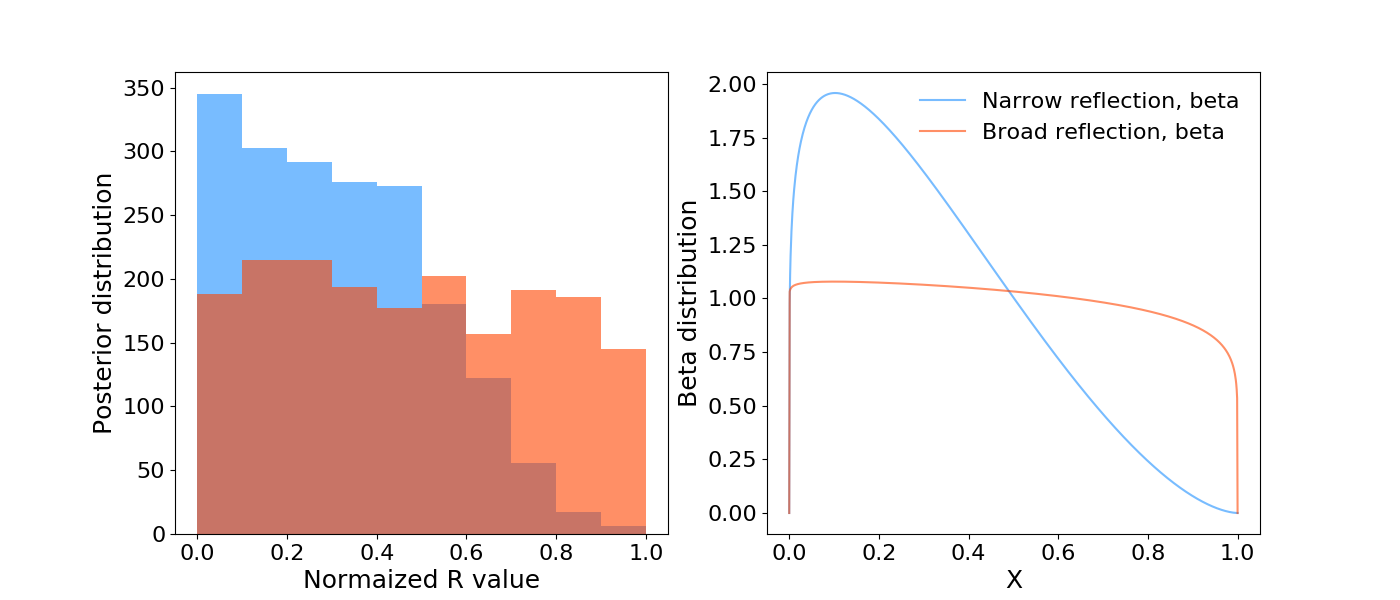 Posterior distribution
350
300
250
200
150
100
50
0
0.0 0.2 0.4 0.6 0.8 1.0
Normaized R value
Beta distribution
2.00
1.75
1.50
1.25
1.00
0.75
0.50
0.25
0.00
0.0 0.2 0.4 0.6 0.8 1.0
X
Narrow reflection, beta
Broad reflection, beta